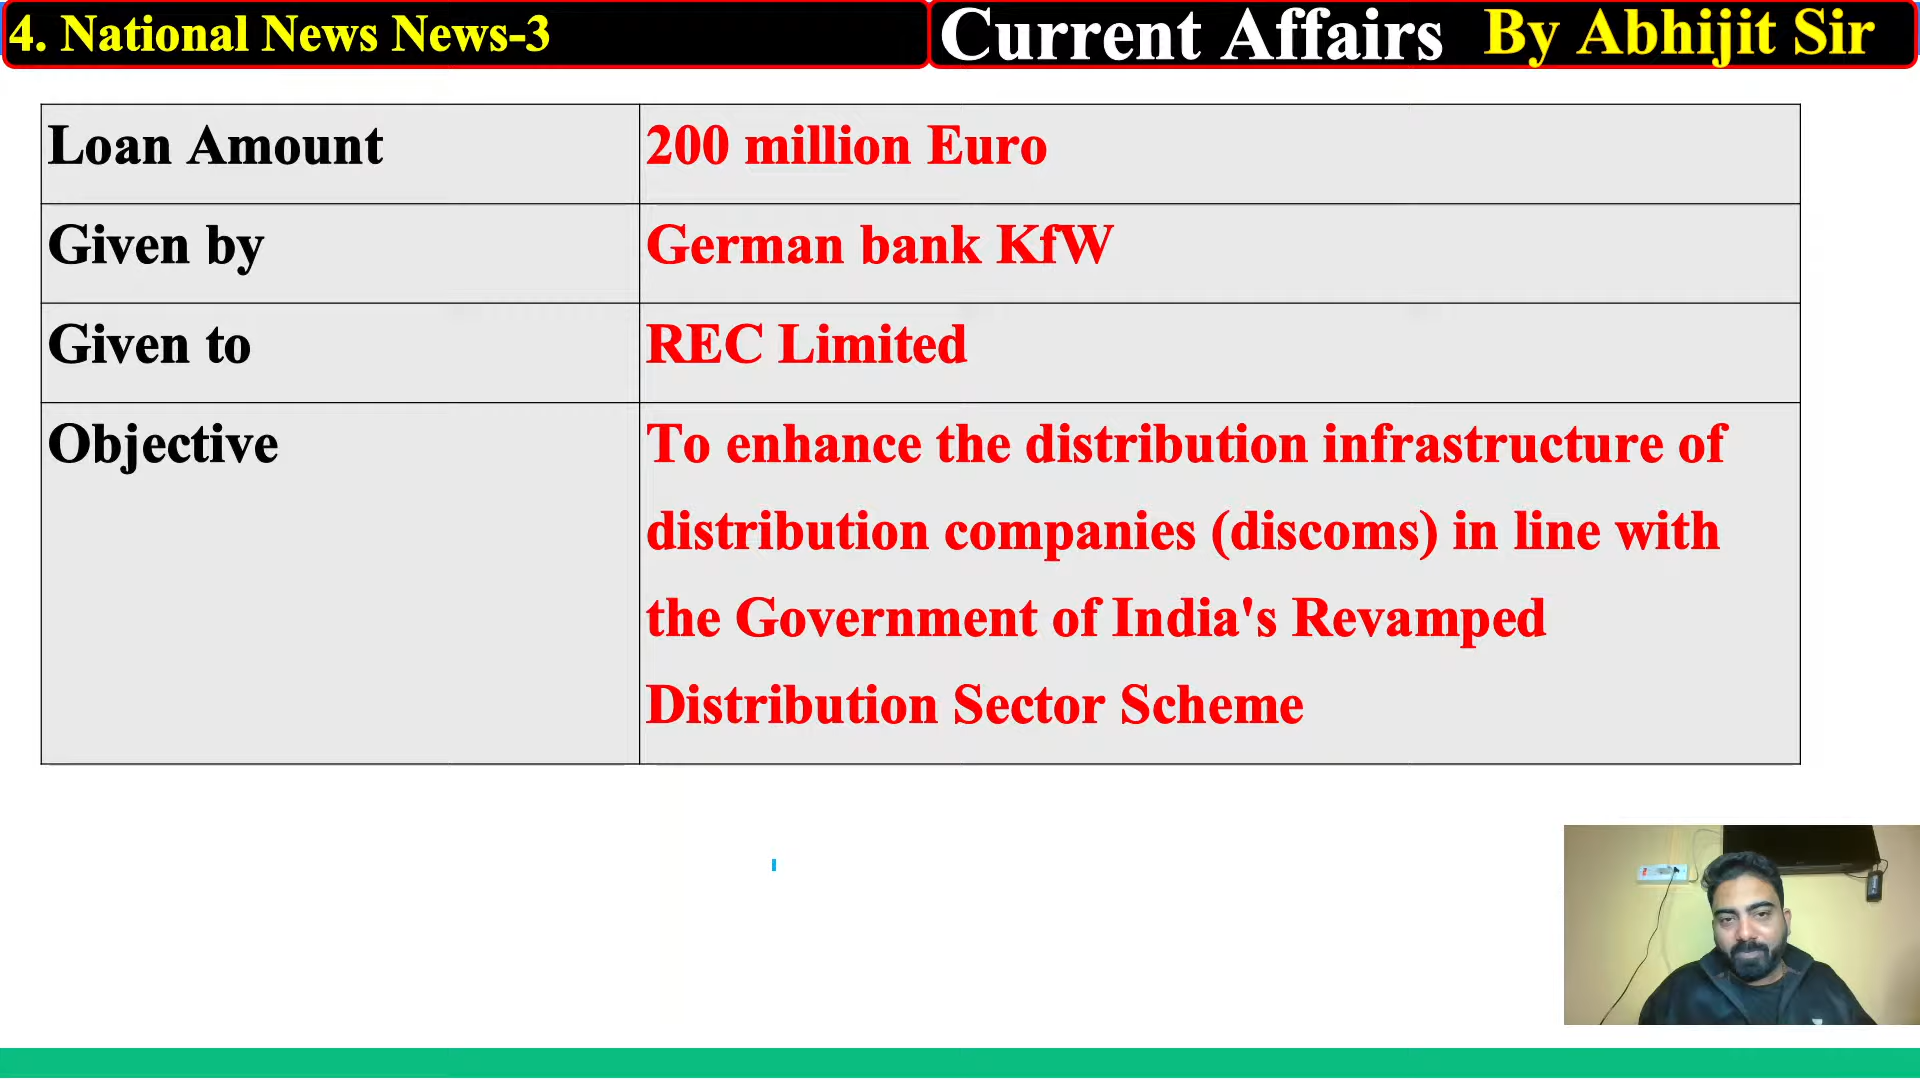 4. National News News-3
Current Affairs By Abhijit Sir
Loan Amount
200 million Euro
Given by
German bank KfW
Given to
REC Limited
Objective
To enhance the distribution infrastructure of
distribution companies (discoms) in line with
the Government of India's Revamped
Distribution Sector Scheme